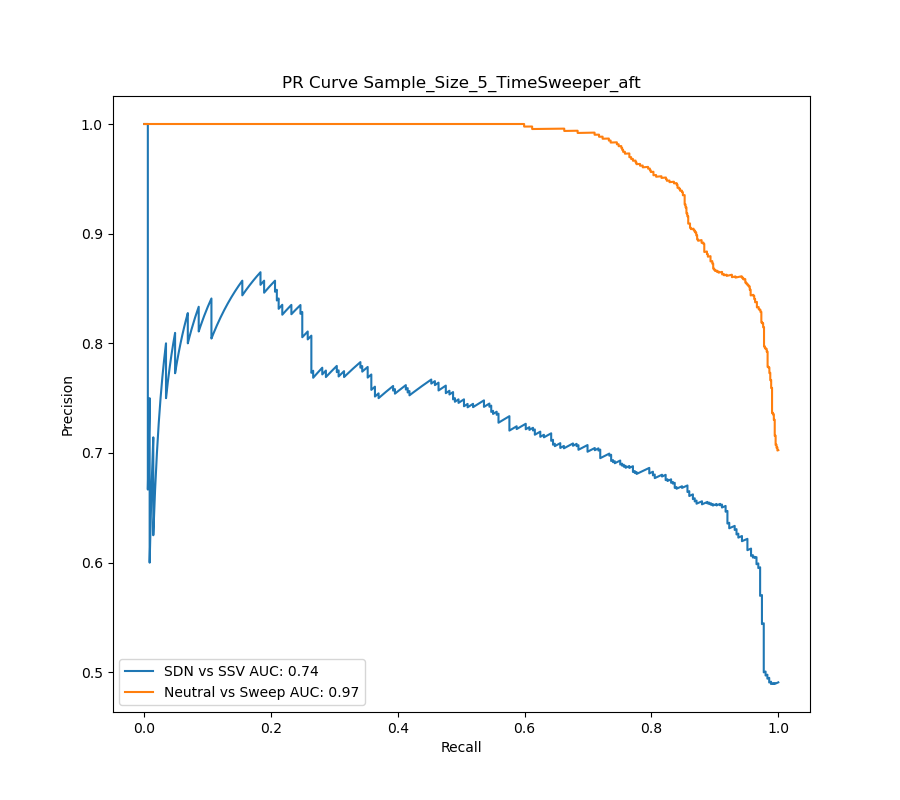 PR Curve Sample_Size_5_TimeSweeper_aft
1.0
0.9
0.8
0.7
0.6
0.5
Precision
SDN vs SSV AUC: 0.74
Neutral vs Sweep AUC: 0.97
0.0 0.2 0.4 0.6 0.8 1.0
Recall